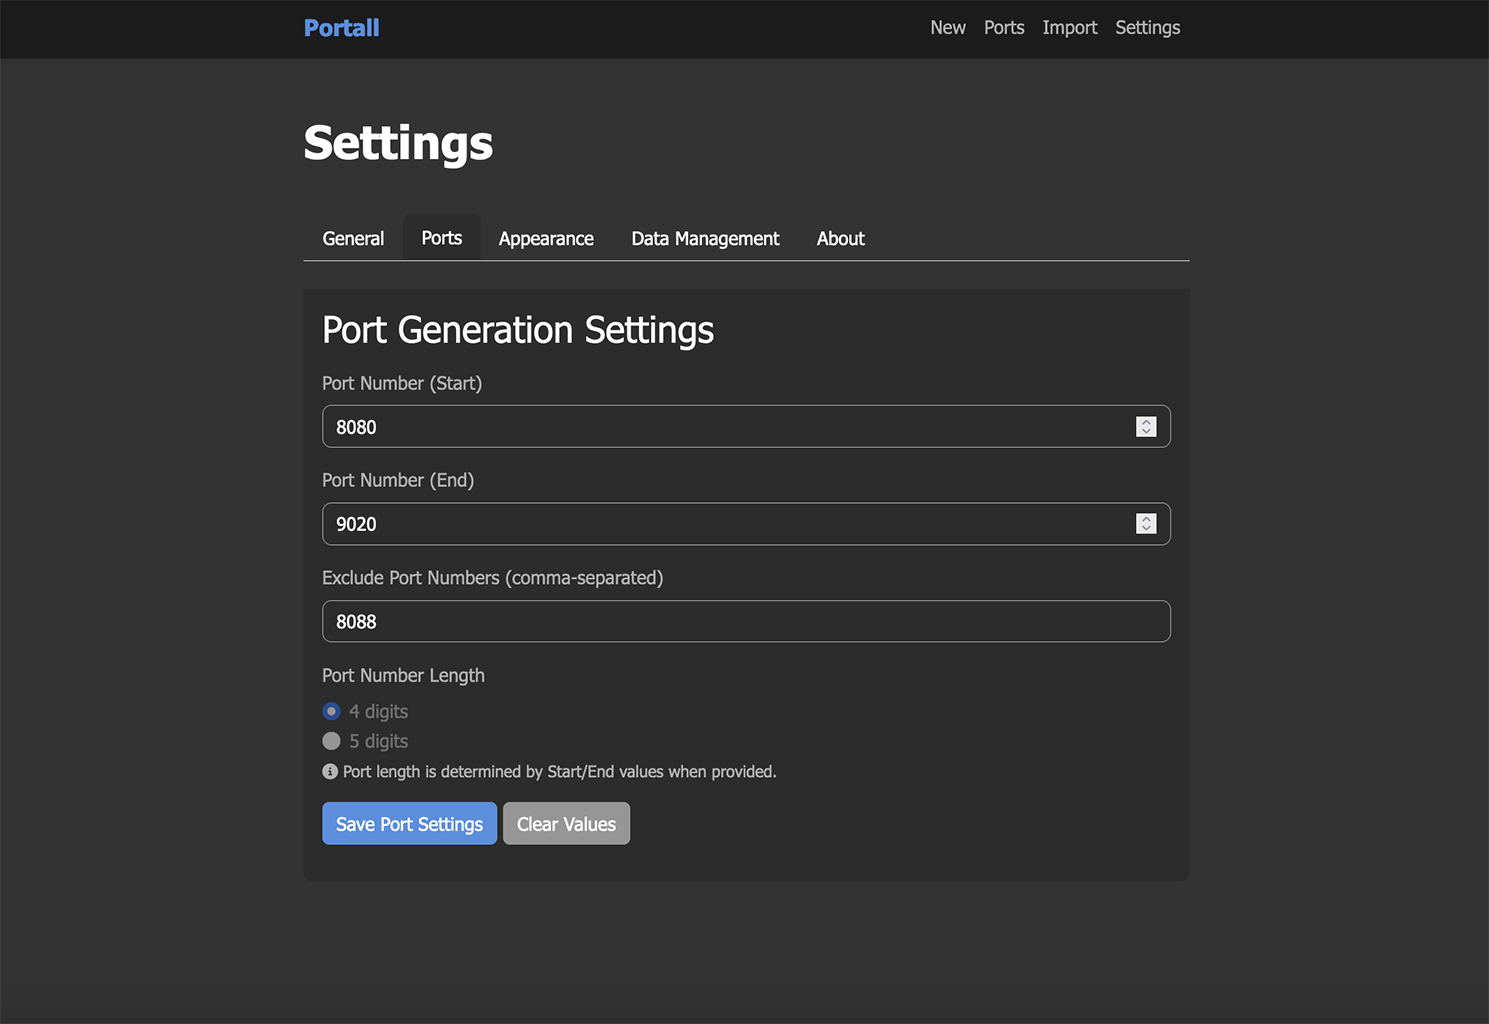 Portall
New Ports Import Settings
Settings
General Ports Appearance Data Management About
Port Generation Settings
Port Number (Start)
8080
Port Number (End)
9020
Exclude Port Numbers (comma-separated)
8088
Port Number Length
4 digits
5 digits
Port length is determined by Start/End values when provided.
Save Port Settings Clear Values